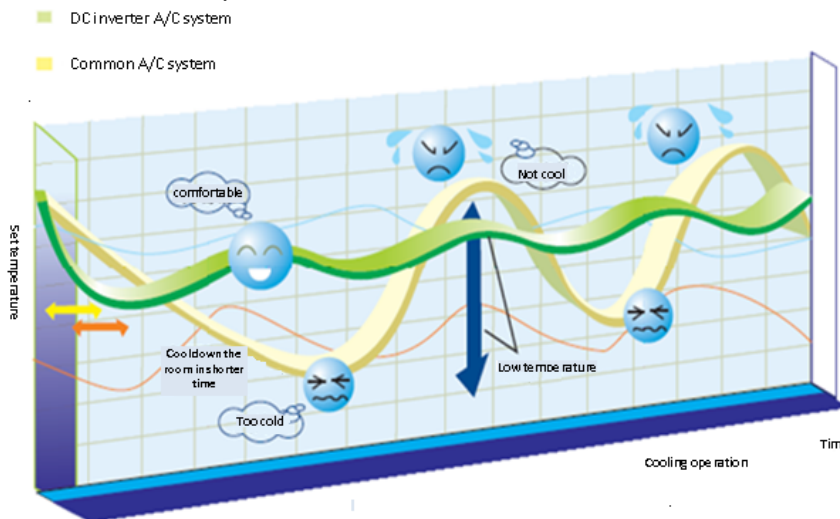 DC inverter A/C system
Common A/C system
comfortable
Not cool
Set temperature
Cool down the
room in shorter
time
Low temperature
Too cold
Cooling operation
Tim